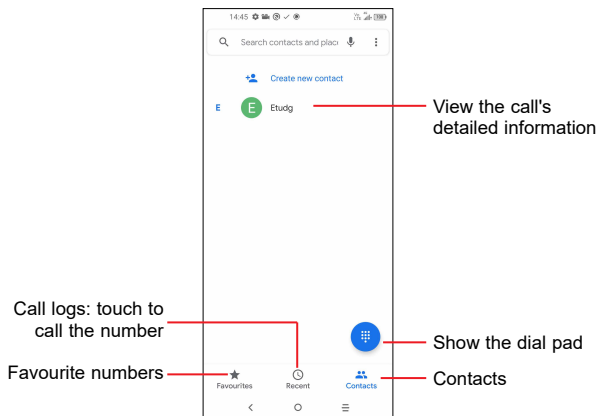 14:45
Search contacts and place
Create new contact
E
E Etudg
View the call's
detailed information
Call logs: touch to
call the number
Show the dial pad
Favourite numbers
Contacts
Favourites Recent Contacts